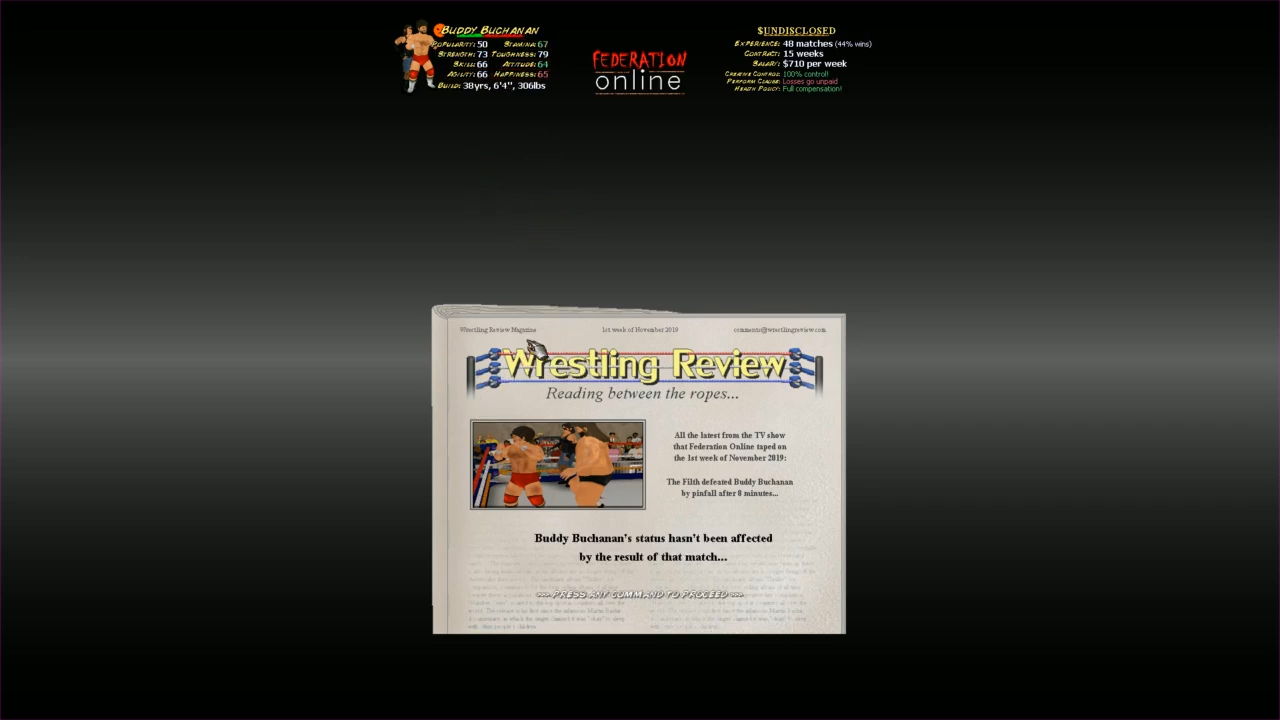 BUDDY BUCHANAN
POPULARITY: 50 STAMINA: 67
STRENGTH: 73 TOUGHNESS: 79
SKILL: 66 ATTITUDE: 64
AGILITY: 66 HAPPINESS: 65
BUILD: 38yrs, 6'4", 306lbs
FEDERATION
online
$UNDISCLOSED
EXPERIENCE: 48 matches (44% wins)
CONTRACT: 15 weeks
SALARY: $710 per week
CREATIVE CONTROL: 100% control!
PERFORM CLAUSE: Losses go unpaid
HEALTH POLICY: Full compensation!
Wrestling Review Magazine 1st week of November 2019 comments@wrestlingreview.com
Wrestling Review
Reading between the ropes...
All the latest from the TV show
that Federation Online taped on
the 1st week of November 2019:
The Filth defeated Buddy Buchanan
by pinfall after 8 minutes...
Buddy Buchanan's status hasn't been affected
by the result of that match...
>>> PRESS ANY COMMAND TO PROCEED >>>